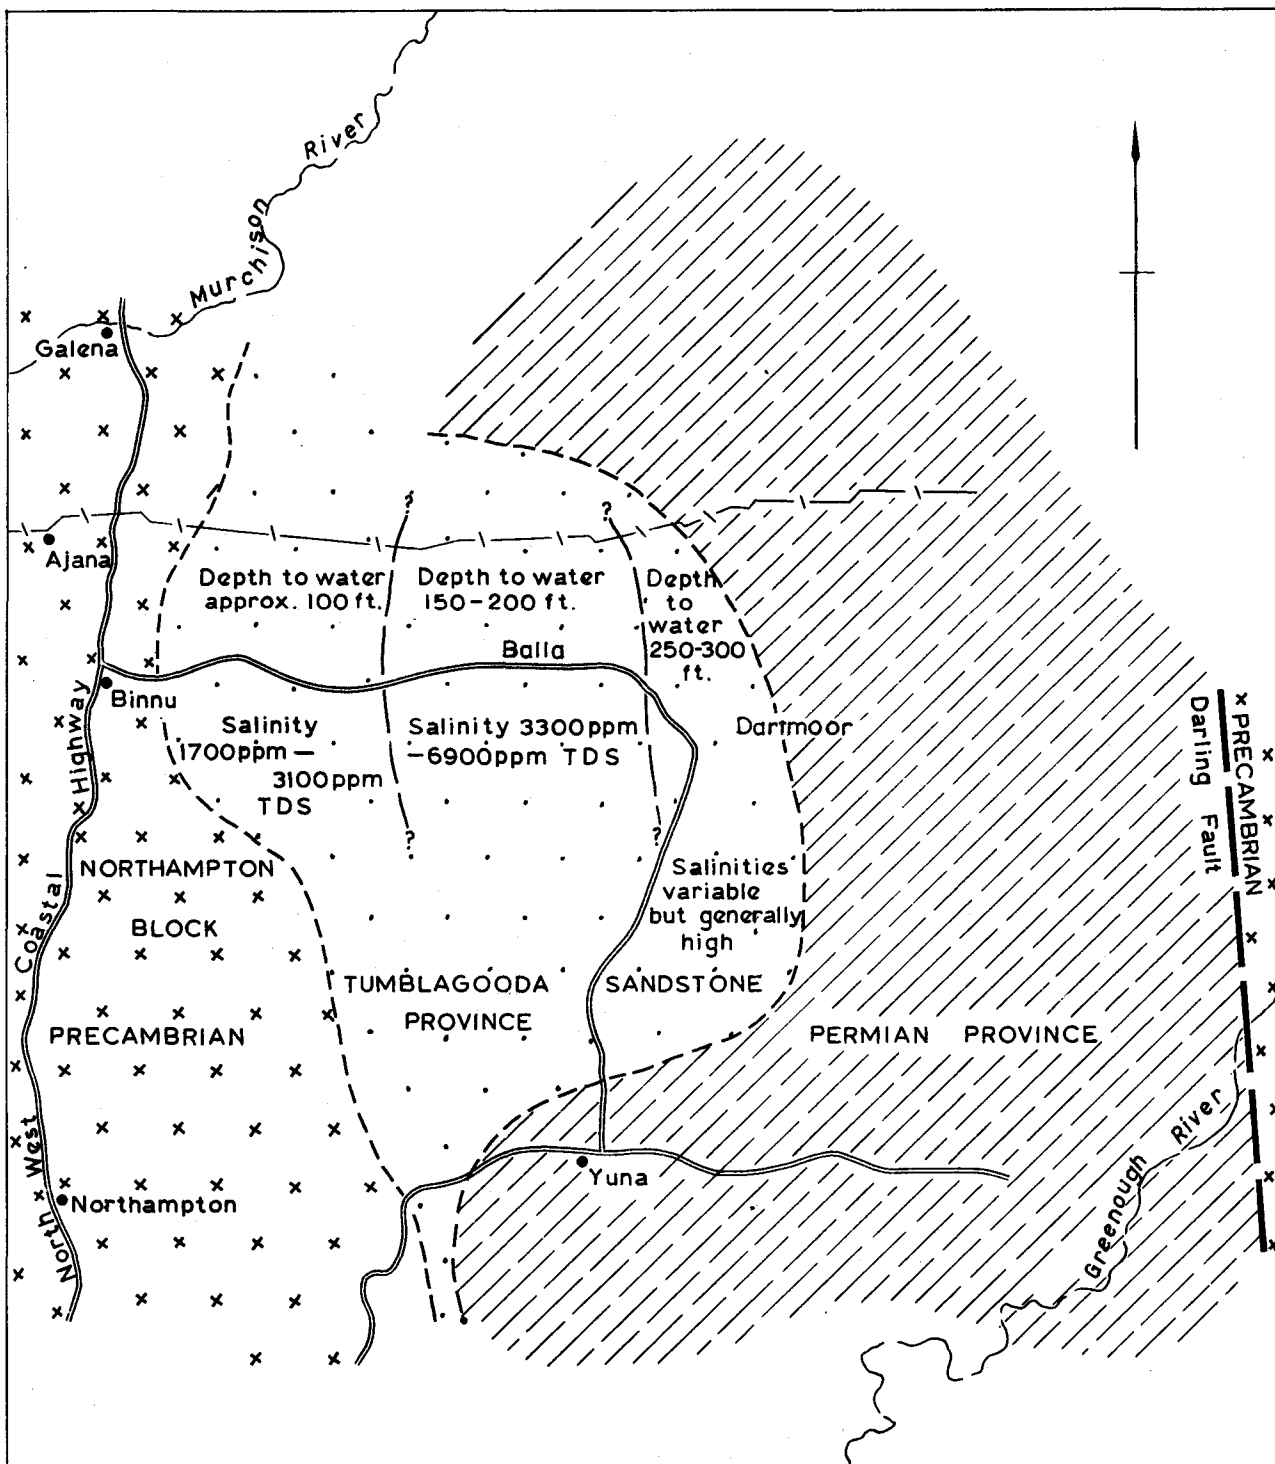 Murchison River
Galena
Ajana
Depth to water
approx. 100 ft.
Depth to water
150-200 ft.
Depth
to
water
250-300
ft.
Balla
Binnu
Salinity
1700ppm —
3100ppm
TDS
Salinity 3300ppm
-6900ppm TDS
Dartmoor
?
?
?
?
PRECAMBRIAN
Darling Fault
NORTHAMPTON
BLOCK
PRECAMBRIAN
Salinities
variable
but generally
high
TUMBLAGOODA SANDSTONE
PROVINCE
PERMIAN PROVINCE
North West Coastal Highway
Northampton
Yuna
Greenough River